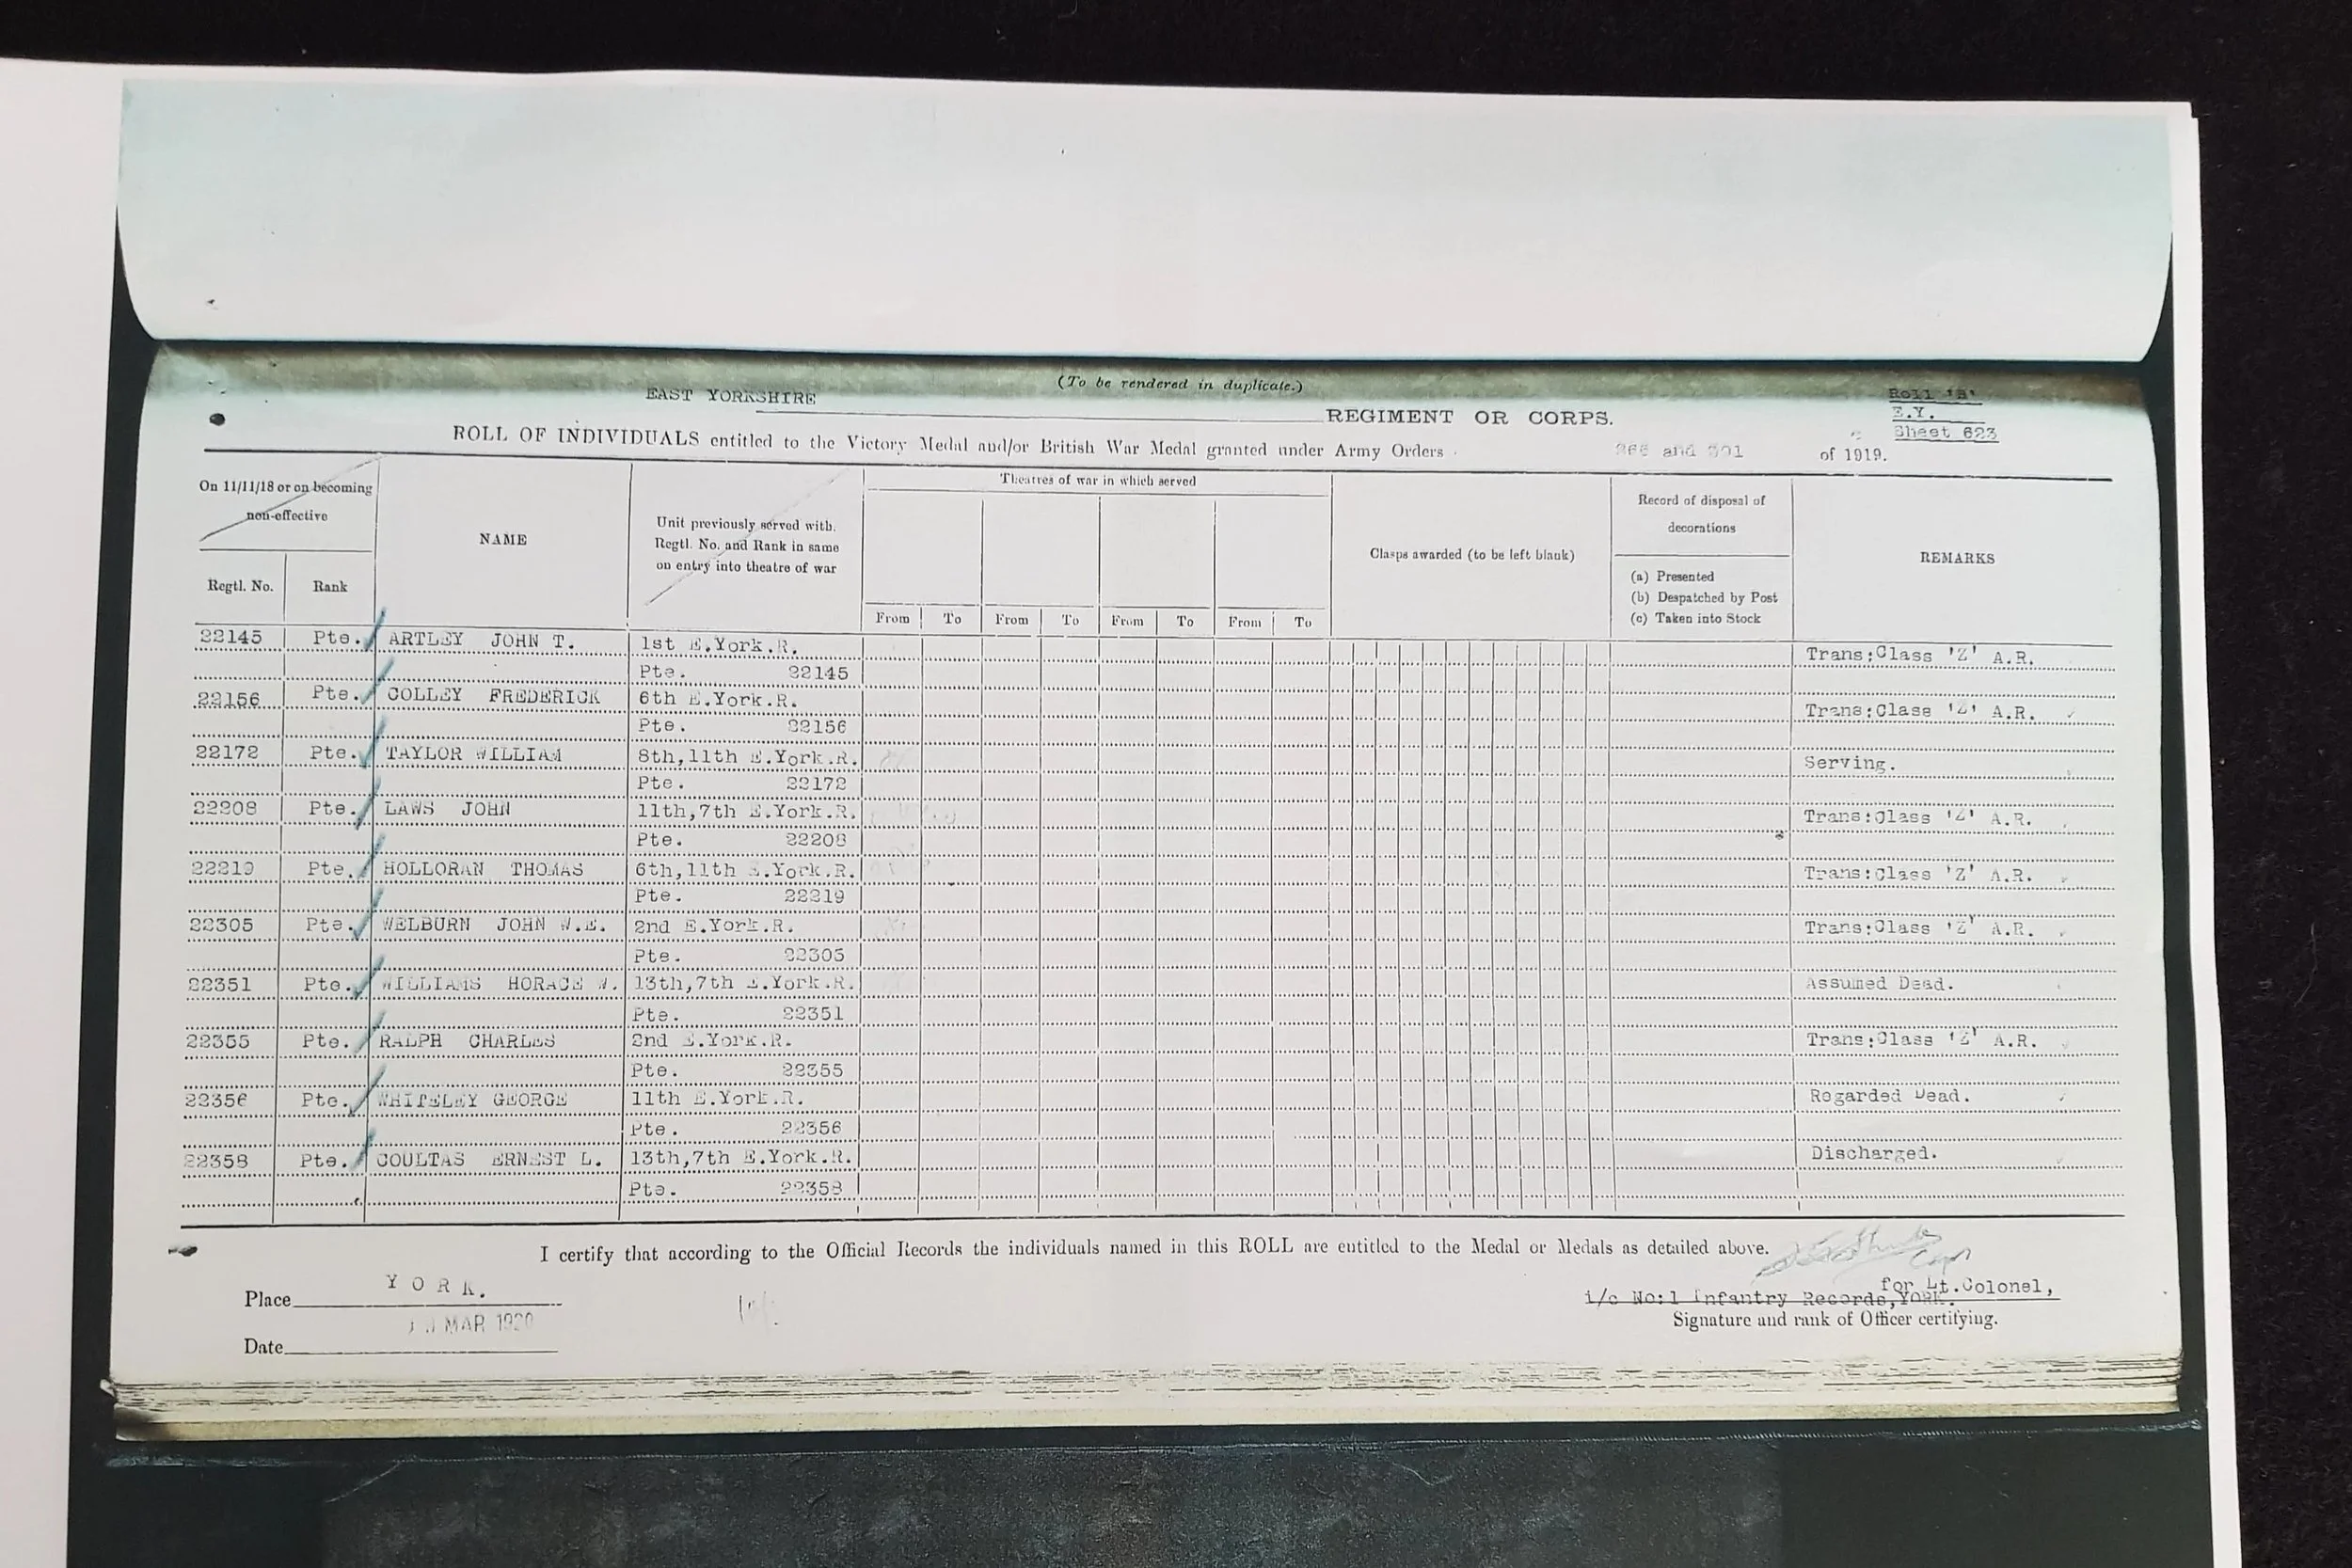 (To be rendered in duplicate.)
EAST YORKSHIRE REGIMENT OR CORPS.
Roll 'B'
E.Y.
Sheet 623
ROLL OF INDIVIDUALS entitled to the Victory Medal and/or British War Medal granted under Army Orders 266 and 301 of 1919.
On 11/11/18 or on becoming non-effective
Regtl. No. Rank
NAME
Unit previously served with. Regtl. No. and Rank in same on entry into theatre of war
Theatres of war in which served
From To From To From To From To
Clasps awarded (to be left blank)
Record of disposal of decorations
(a) Presented
(b) Despatched by Post
(c) Taken into Stock
REMARKS
22145 Pte. ARTLEY JOHN T. 1st E.York.R. Trans:Class 'Z' A.R.
Pte. 22145
22156 Pte. COLLEY FREDERICK 6th E.York.R. Trans:Class 'Z' A.R.
Pte. 22156
22172 Pte. TAYLOR WILLIAM 8th,11th E.York.R. Serving.
Pte. 22172
22208 Pte. LAWS JOHN 11th,7th E.York.R. Trans:Class 'Z' A.R.
Pte. 22208
22219 Pte. HOLLORAN THOMAS 6th,11th E.York.R. Trans:Class 'Z' A.R.
Pte. 22219
22305 Pte. WELBURN JOHN W.E. 2nd E.York.R. Trans:Class 'Z' A.R.
Pte. 22305
22351 Pte. WILLIAMS HORACE W. 13th,7th E.York.R. Assumed Dead.
Pte. 22351
22355 Pte. RALPH CHARLES 2nd E.York.R. Trans:Class 'Z' A.R.
Pte. 22355
22356 Pte. WHITELEY GEORGE 11th E.York.R. Regarded Dead.
Pte. 22356
22358 Pte. COULTAS ERNEST L. 13th,7th E.York.R. Discharged.
Pte. 22358
I certify that according to the Official Records the individuals named in this ROLL are entitled to the Medal or Medals as detailed above.
Capt
Place YORK.
for Lt.Colonel,
i/c No:1 Infantry Records,YORK.
Signature and rank of Officer certifying.
MAR 1920
Date